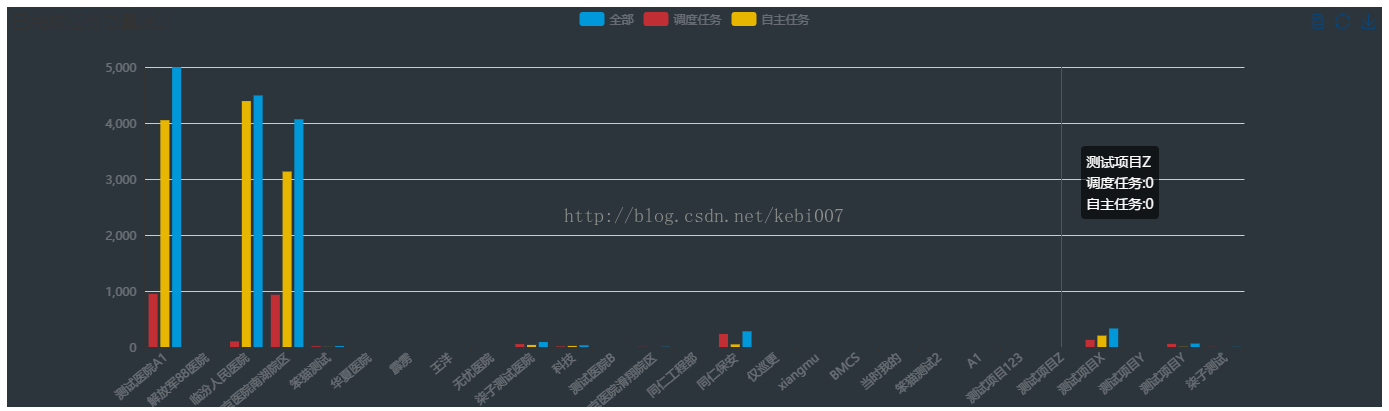 全部 调度任务 自主任务
5,000
4,000
3,000
2,000
1,000
0
测试项目Z
调度任务:0
自主任务:0
http://blog.csdn.net/kebi007
测试医院A1
解放军88医院
临汾人民医院
京医院南湖院区
笨猫测试
华夏医院
霹雳
王洋
无忧医院
柒子测试医院
科技
测试医院B
京医院滑翔院区
同仁工程部
同仁保安
仅巡更
xiangmu
BMCS
当时我的
笨猫测试2
A1
测试项目123
测试项目Z
测试项目X
测试项目Y
测试项目Y
柒子测试